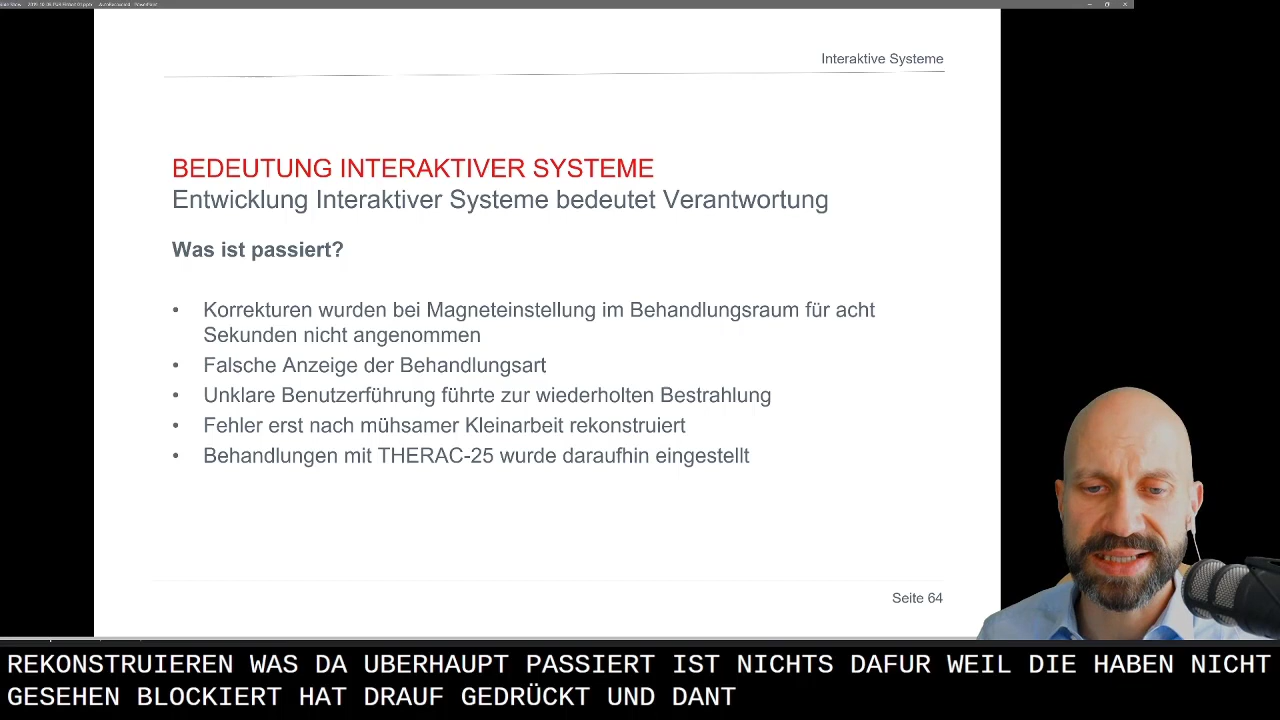 Interaktive Systeme
BEDEUTUNG INTERAKTIVER SYSTEME
Entwicklung Interaktiver Systeme bedeutet Verantwortung
Was ist passiert?
• Korrekturen wurden bei Magneteinstellung im Behandlungsraum für acht
Sekunden nicht angenommen
• Falsche Anzeige der Behandlungsart
• Unklare Benutzerführung führte zur wiederholten Bestrahlung
• Fehler erst nach mühsamer Kleinarbeit rekonstruiert
• Behandlungen mit THERAC-25 wurde daraufhin eingestellt
Seite 64
REKONSTRUIEREN WAS DA UBERHAUPT PASSIERT IST NICHTS DAFUR WEIL DIE HABEN NICHT
GESEHEN BLOCKIERT HAT DRAUF GEDRÜCKT UND DANT